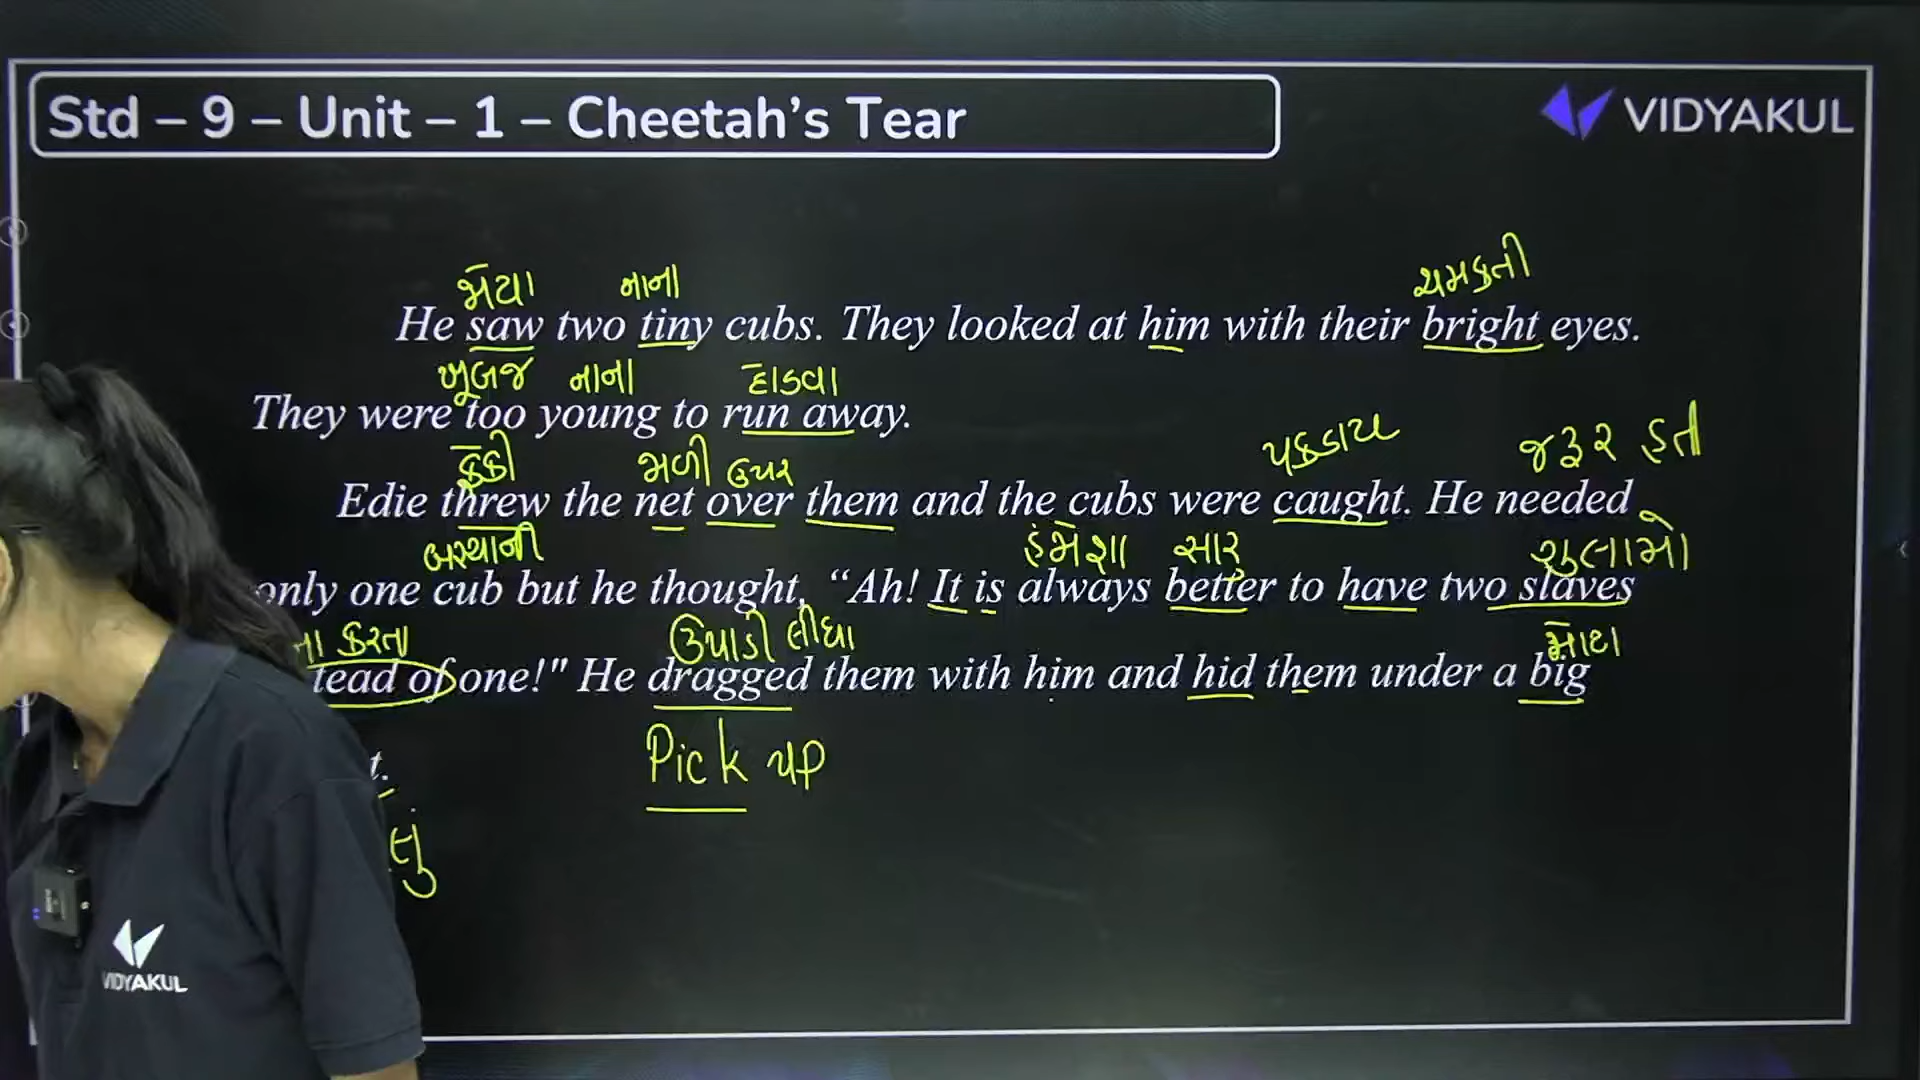 Std – 9 – Unit – 1 – Cheetah’s Tear
VIDYAKUL
નાના
ચમકતી
He saw two tiny cubs. They looked at him with their bright eyes.
ખૂબજ નાના
They were too young to run away.
ફેંકી ઉપર જરૂર હતી
Edie threw the net over them and the cubs were caught. He needed
હંમેશા સારું
only one cub but he thought, “Ah! It is always better to have two slaves
કરતા ઉપાડી લીધા મોટા
of one!" He dragged them with him and hid them under a big
Pick up
VIDYAKUL